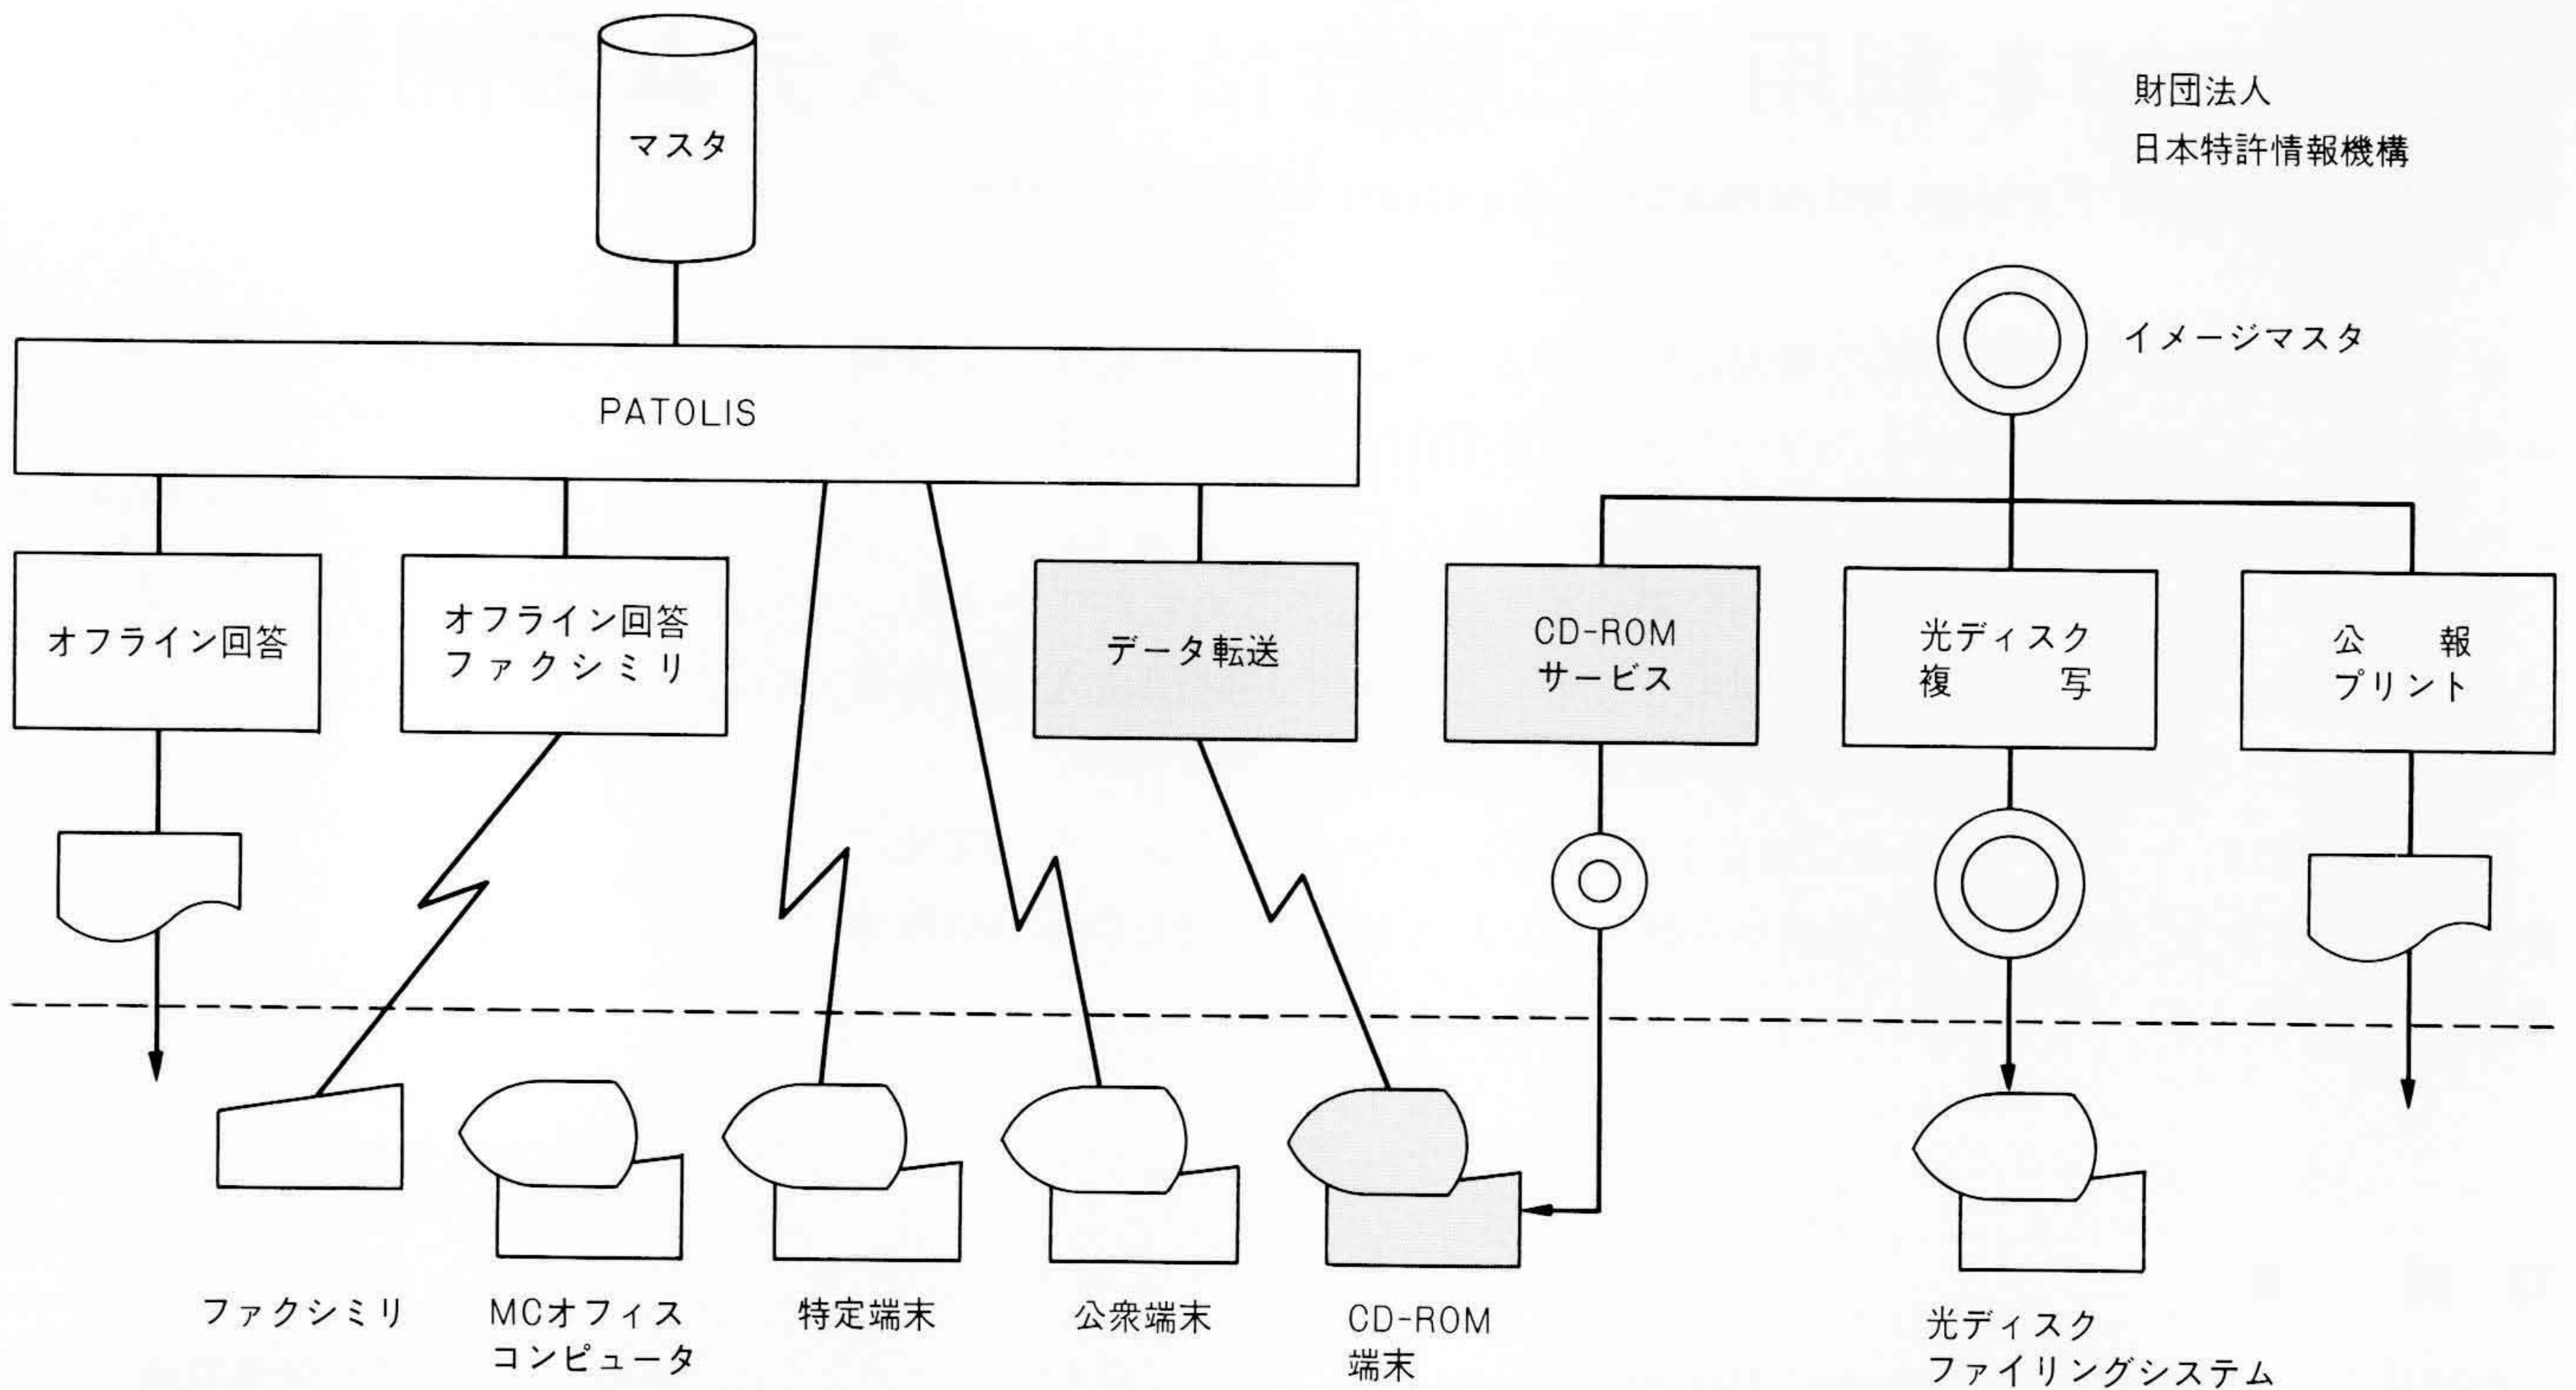 財団法人
日本特許情報機構
マスタ
イメージマスタ
PATOLIS
オフライン回答
オフライン回答
ファクシミリ
データ転送
CD-ROM
サービス
光ディスク
複 写
公 報
プリント
ファクシミリ
MCオフィス
コンピュータ
特定端末
公衆端末
CD-ROM
端末
光ディスク
ファイリングシステム